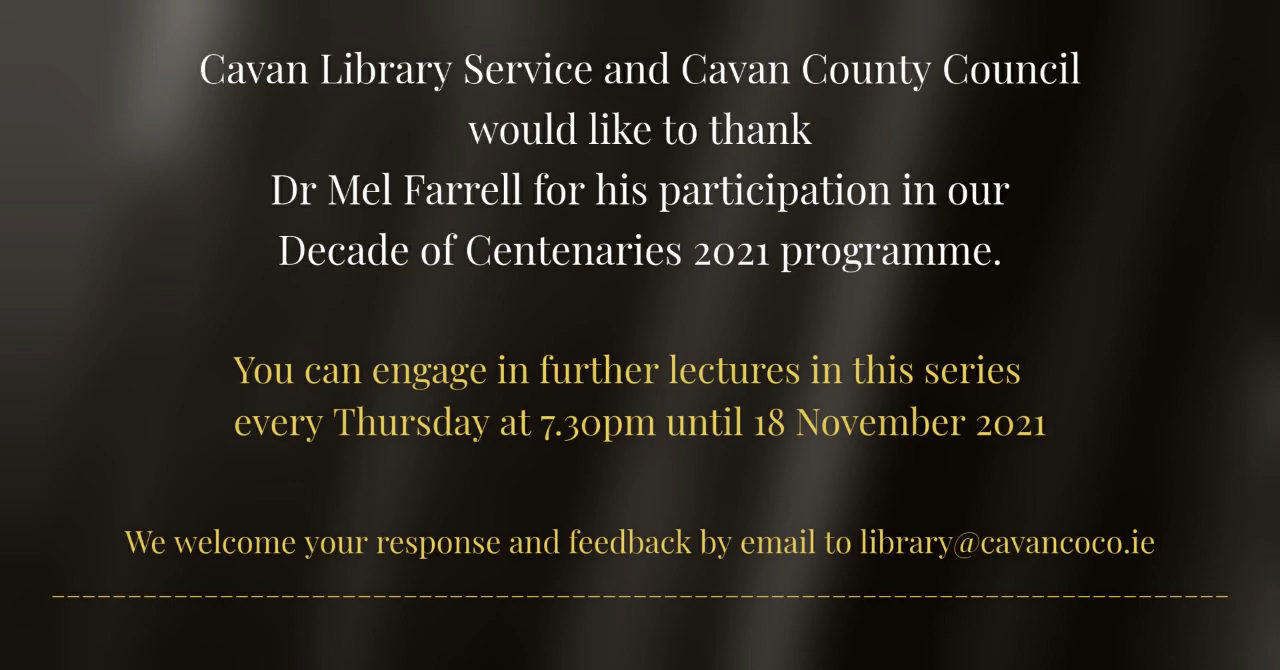 Cavan Library Service and Cavan County Council
would like to thank
Dr Mel Farrell for his participation in our
Decade of Centenaries 2021 programme.
You can engage in further lectures in this series
every Thursday at 7.30pm until 18 November 2021
We welcome your response and feedback by email to library@cavancoco.ie